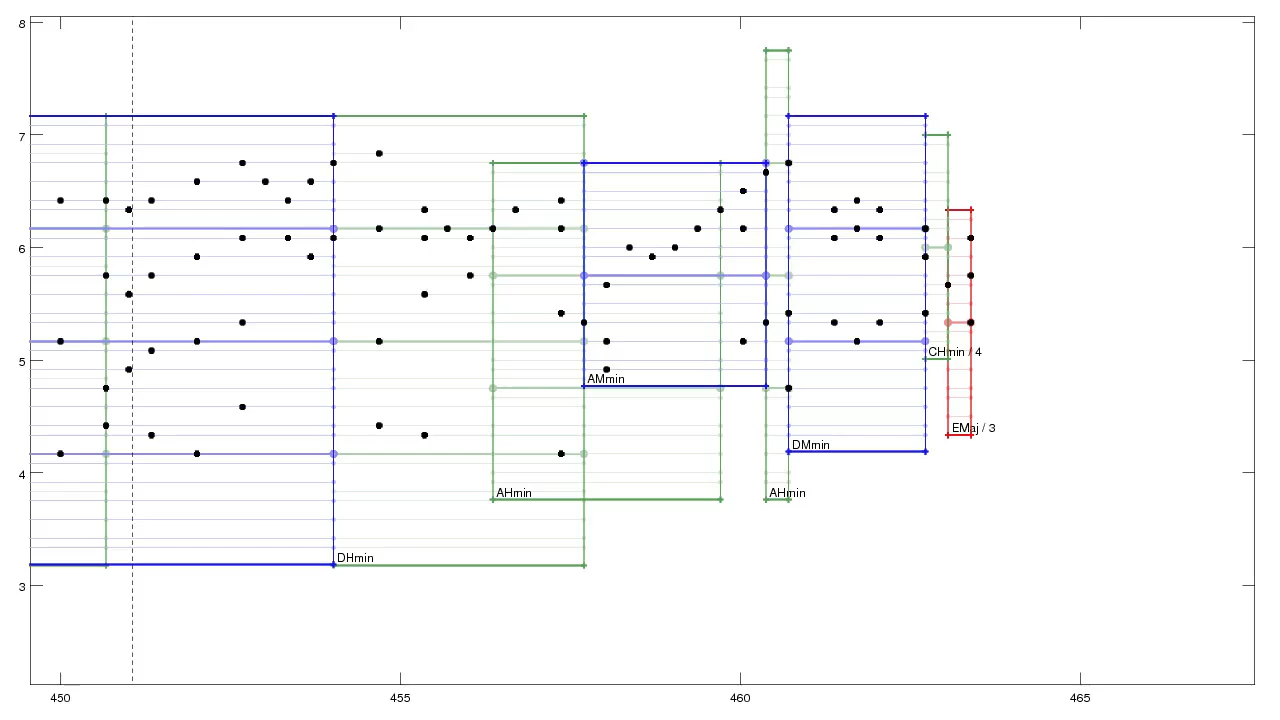 8
7
6
5
4
3
CHmin / 4
AMmin
EMaj / 3
DMmin
AHmin
AHmin
DHmin
450
455
460
465